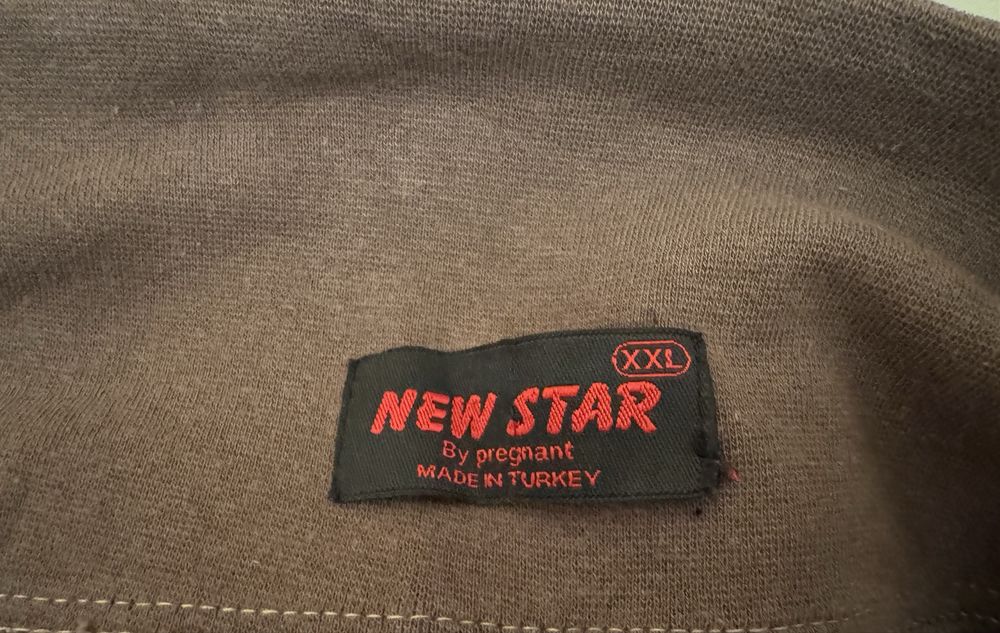 XXL
NEW STAR
By pregnant
MADE IN TURKEY